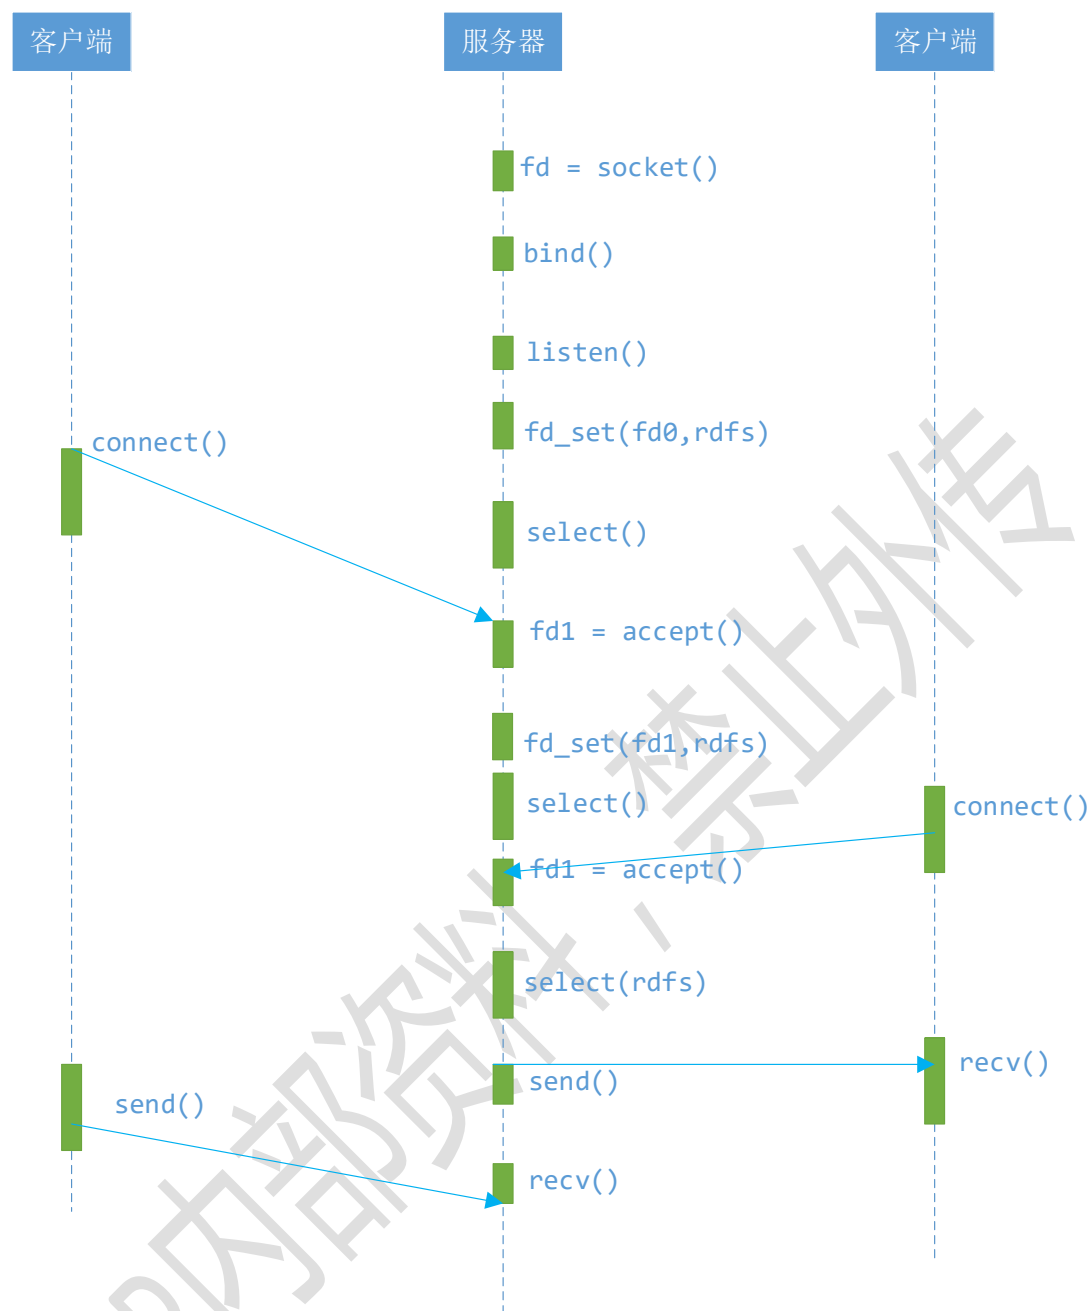 客户端
服务器
客户端
fd = socket()
bind()
listen()
fd_set(fd0,rdfs)
connect()
select()
fd1 = accept()
fd_set(fd1,rdfs)
select()
connect()
fd1 = accept()
select(rdfs)
send()
recv()
send()
recv()
内部资料，禁止外传